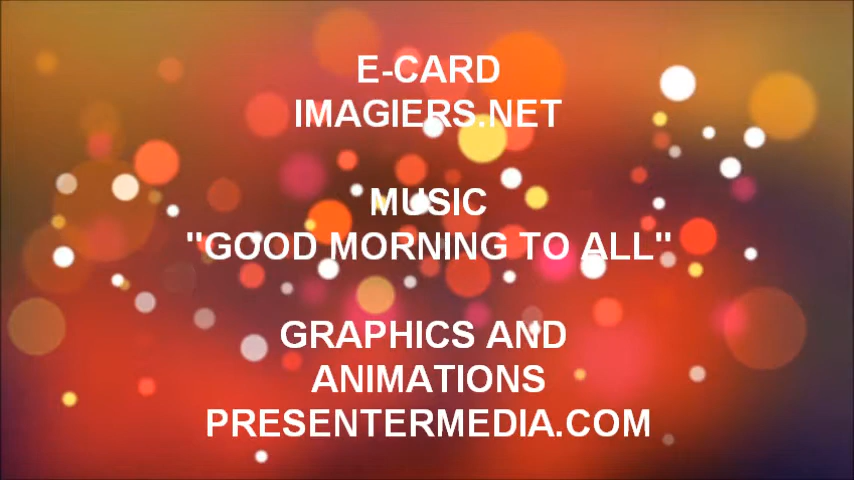 E-CARD
IMAGIERS.NET
MUSIC
"GOOD MORNING TO ALL"
GRAPHICS AND
ANIMATIONS
PRESENTERMEDIA.COM